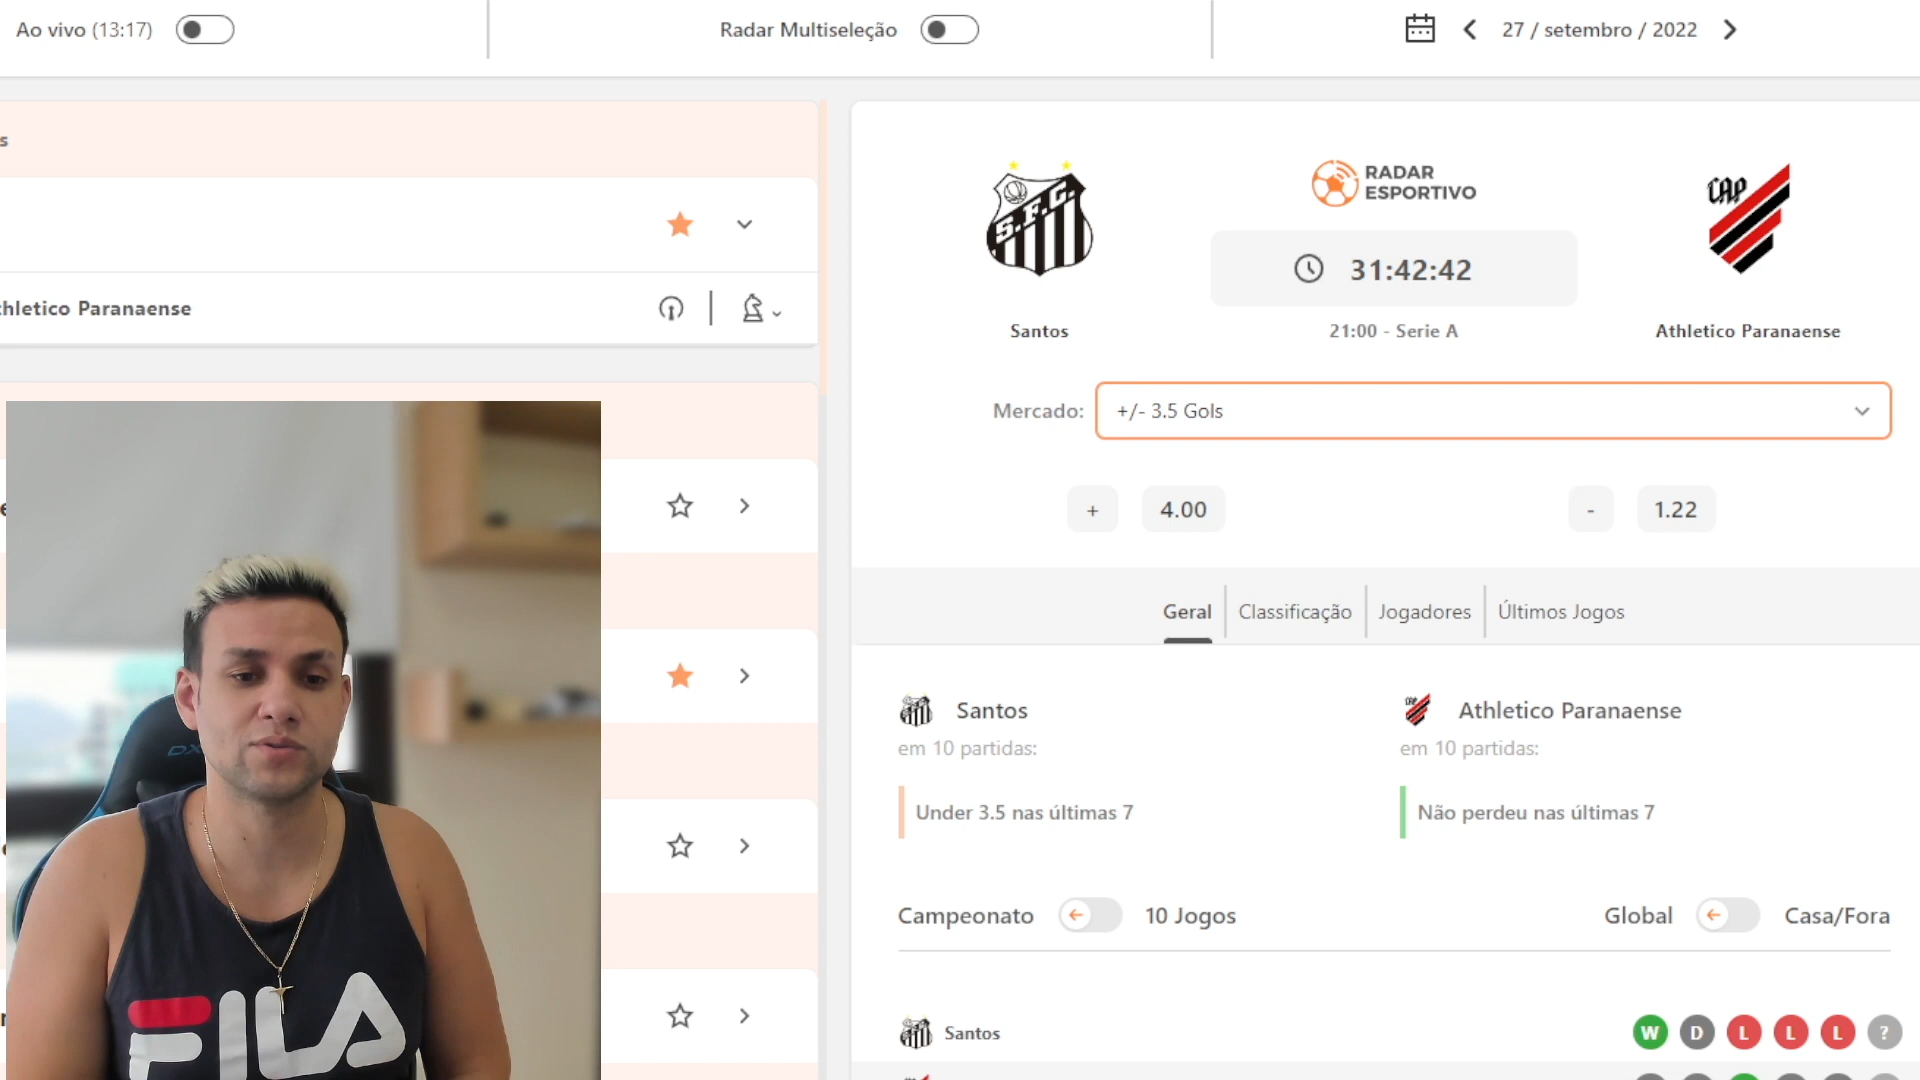 Ao vivo (13:17)
Radar Multiseleção
27 / setembro / 2022
s
RADAR
ESPORTIVO
CAP
S.F.C.
31:42:42
thletico Paranaense
Santos
21:00 - Serie A
Athletico Paranaense
Mercado:
+/- 3.5 Gols
+
4.00
-
1.22
Geral
Classificação
Jogadores
Últimos Jogos
Santos
Athletico Paranaense
em 10 partidas:
em 10 partidas:
Under 3.5 nas últimas 7
Não perdeu nas últimas 7
Campeonato
10 Jogos
Global
Casa/Fora
Santos
W D L L L ?
FILA